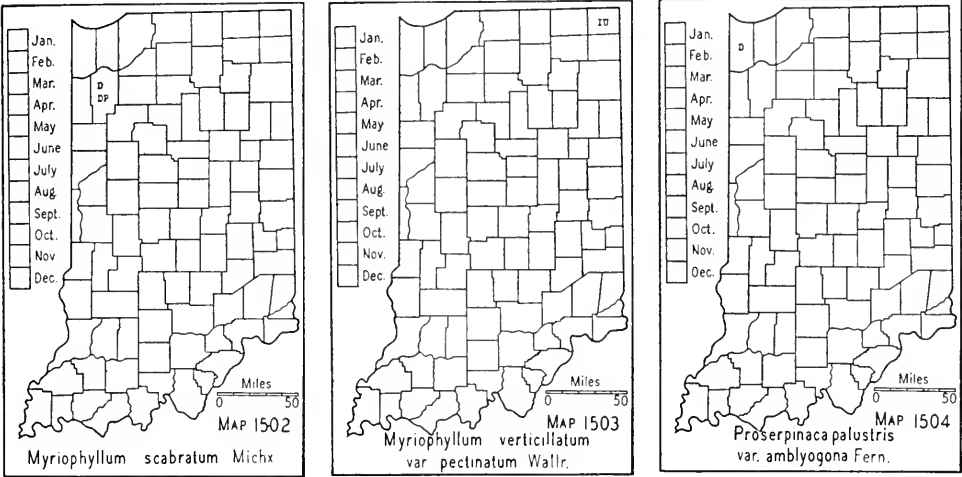 Jan.
Feb.
Mar.
Apr.
May
June
July
Aug.
Sept.
Oct.
Nov.
Dec.
D
DP
Miles
0 50
MAP 1502
Myriophyllum scabratum Michx
Jan.
Feb.
Mar.
Apr.
May
June
July
Aug.
Sept.
Oct.
Nov.
Dec.
IU
Miles
0 50
MAP 1503
Myriophyllum verticillatum
var pectinatum Wallr.
Jan.
Feb.
Mar.
Apr.
May
June
July
Aug.
Sept.
Oct.
Nov.
Dec.
D
Miles
0 50
MAP 1504
Proserpinaca palustris
var. amblyogona Fern.